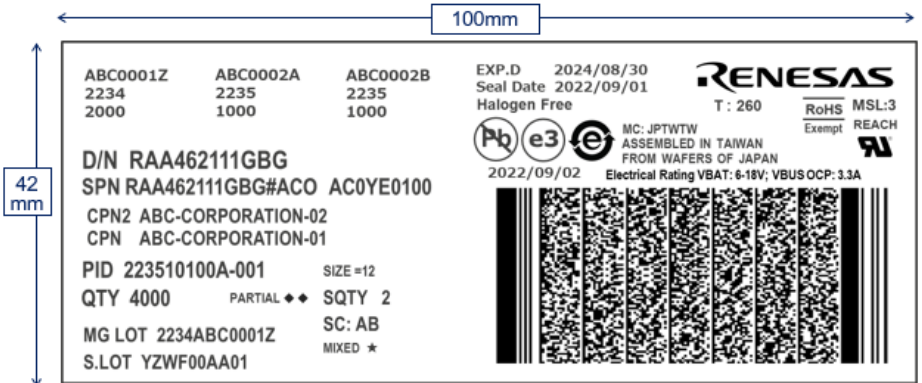 100mm
42
mm
ABC0001Z ABC0002A ABC0002B
2234 2235 2235
2000 1000 1000
EXP.D 2024/08/30
Seal Date 2022/09/01
Halogen Free
RENESAS
T : 260 RoHS MSL:3
Exempt REACH
Pb e3 e
MC: JPTWTW
ASSEMBLED IN TAIWAN
FROM WAFERS OF JAPAN
2022/09/02 Electrical Rating VBAT: 6-18V; VBUS OCP: 3.3A
D/N RAA462111GBG
SPN RAA462111GBG#ACO AC0YE0100
CPN2 ABC-CORPORATION-02
CPN ABC-CORPORATION-01
PID 223510100A-001 SIZE =12
QTY 4000 PARTIAL ◆ ◆ SQTY 2
SC: AB
MG LOT 2234ABC0001Z
MIXED ★
S.LOT YZWF00AA01